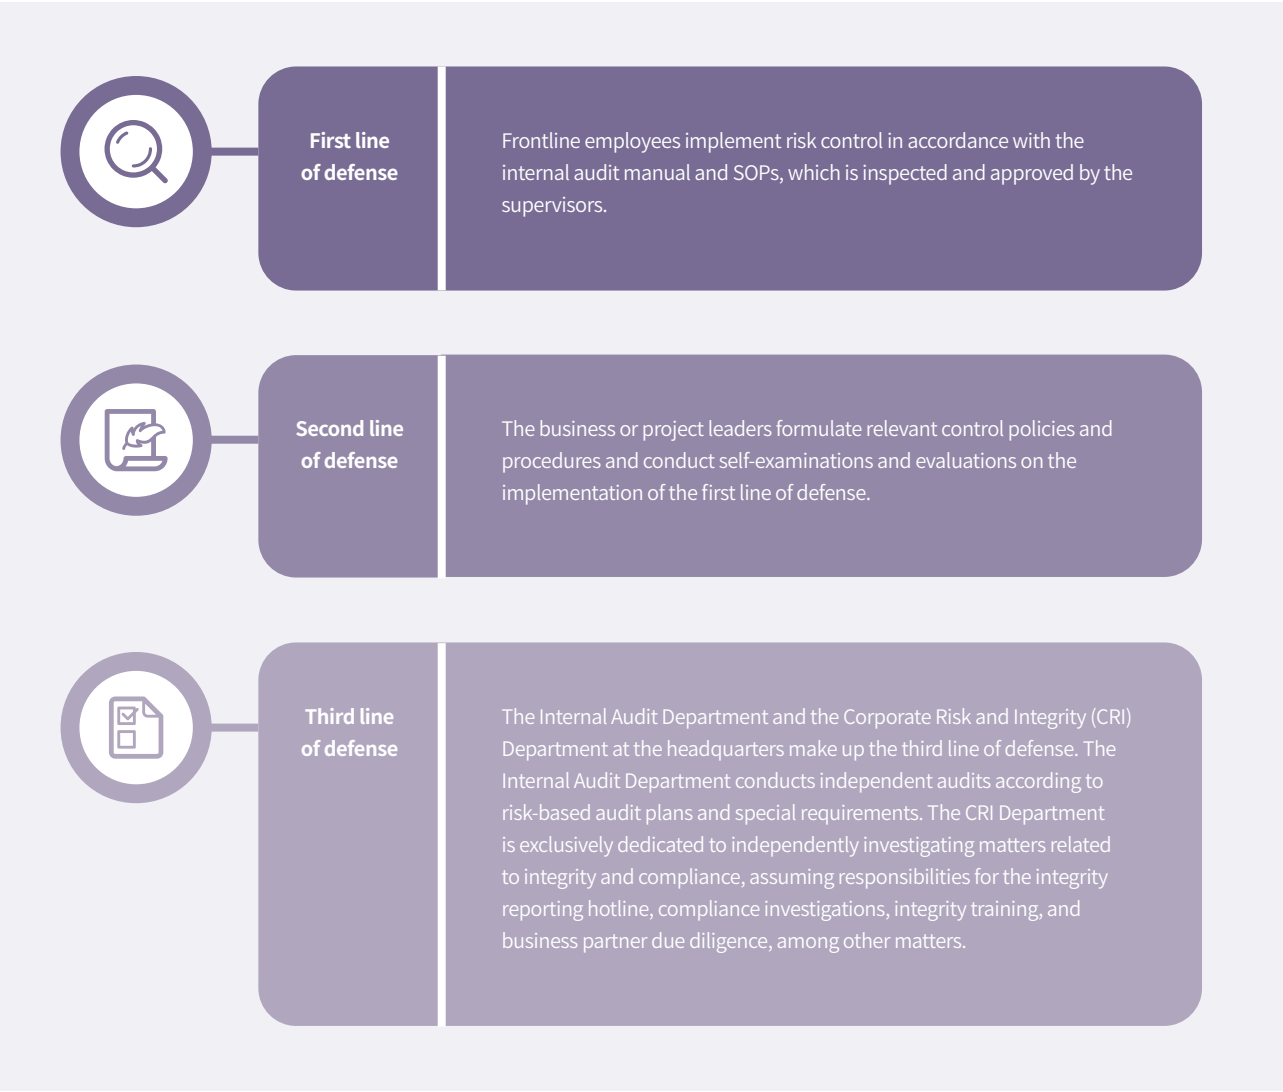 First line
of defense
Frontline employees implement risk control in accordance with the
internal audit manual and SOPs, which is inspected and approved by the
supervisors.
Second line
of defense
The business or project leaders formulate relevant control policies and
procedures and conduct self-examinations and evaluations on the
implementation of the first line of defense.
Third line
of defense
The Internal Audit Department and the Corporate Risk and Integrity (CRI)
Department at the headquarters make up the third line of defense. The
Internal Audit Department conducts independent audits according to
risk-based audit plans and special requirements. The CRI Department
is exclusively dedicated to independently investigating matters related
to integrity and compliance, assuming responsibilities for the integrity
reporting hotline, compliance investigations, integrity training, and
business partner due diligence, among other matters.